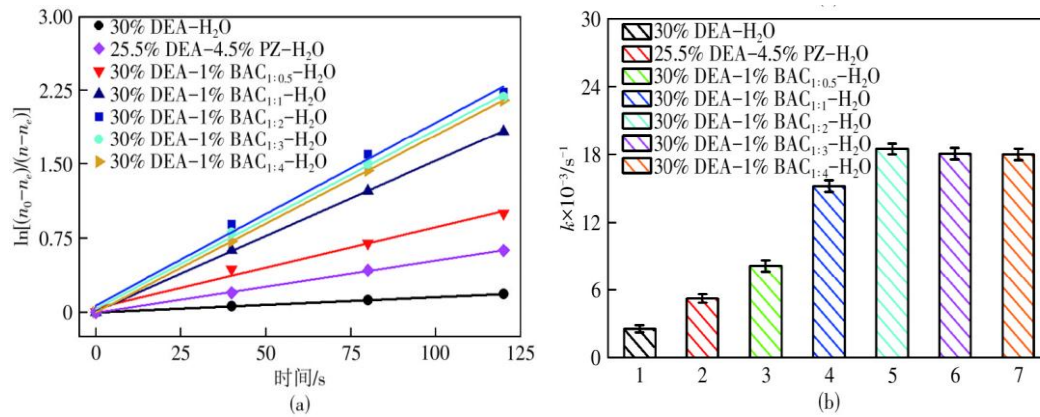 3.00
2.25
1.50
0.75
0
ln[(n₀−nₑ)/(n−nₑ)]
30% DEA−H₂O
25.5% DEA−4.5% PZ−H₂O
30% DEA−1% BAC₁:₀.₅−H₂O
30% DEA−1% BAC₁:₁−H₂O
30% DEA−1% BAC₁:₂−H₂O
30% DEA−1% BAC₁:₃−H₂O
30% DEA−1% BAC₁:₄−H₂O
0 25 50 75 100 125
时间/s
(a)
30
24
18
12
6
0
k×10⁻³/s⁻¹
30% DEA−H₂O
25.5% DEA−4.5% PZ−H₂O
30% DEA−1% BAC₁:₀.₅−H₂O
30% DEA−1% BAC₁:₁−H₂O
30% DEA−1% BAC₁:₂−H₂O
30% DEA−1% BAC₁:₃−H₂O
30% DEA−1% BAC₁:₄−H₂O
1 2 3 4 5 6 7
(b)